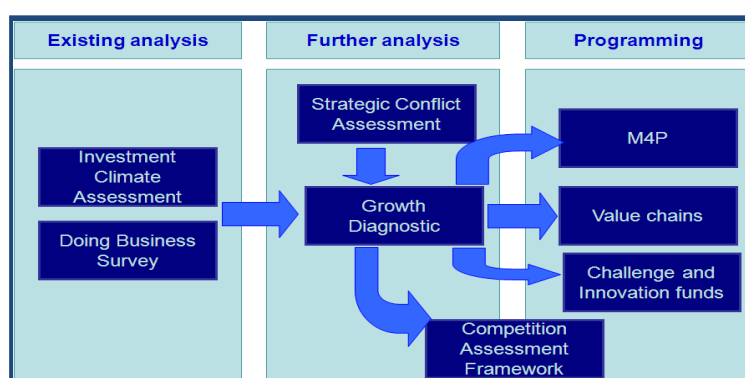 Existing analysis
Further analysis
Programming
Investment
Climate
Assessment
Doing Business
Survey
Strategic Conflict
Assessment
Growth
Diagnostic
Competition
Assessment
Framework
M4P
Value chains
Challenge and
Innovation funds